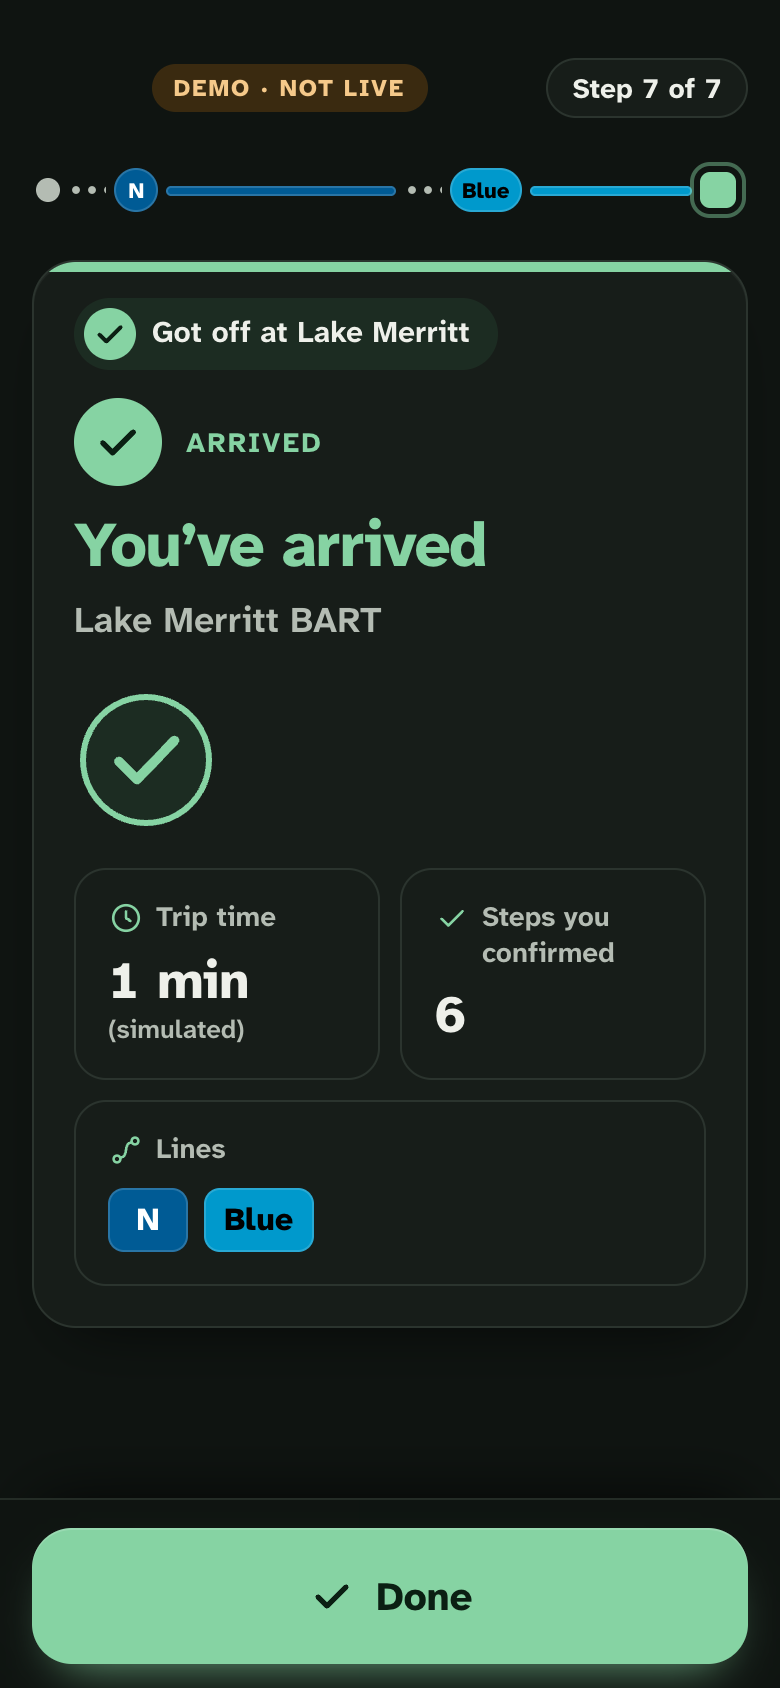 DEMO · NOT LIVE
Step 7 of 7
N
Blue
Got off at Lake Merritt
ARRIVED
You’ve arrived
Lake Merritt BART
Trip time
1 min
(simulated)
Steps you
confirmed
6
Lines
N
Blue
Done